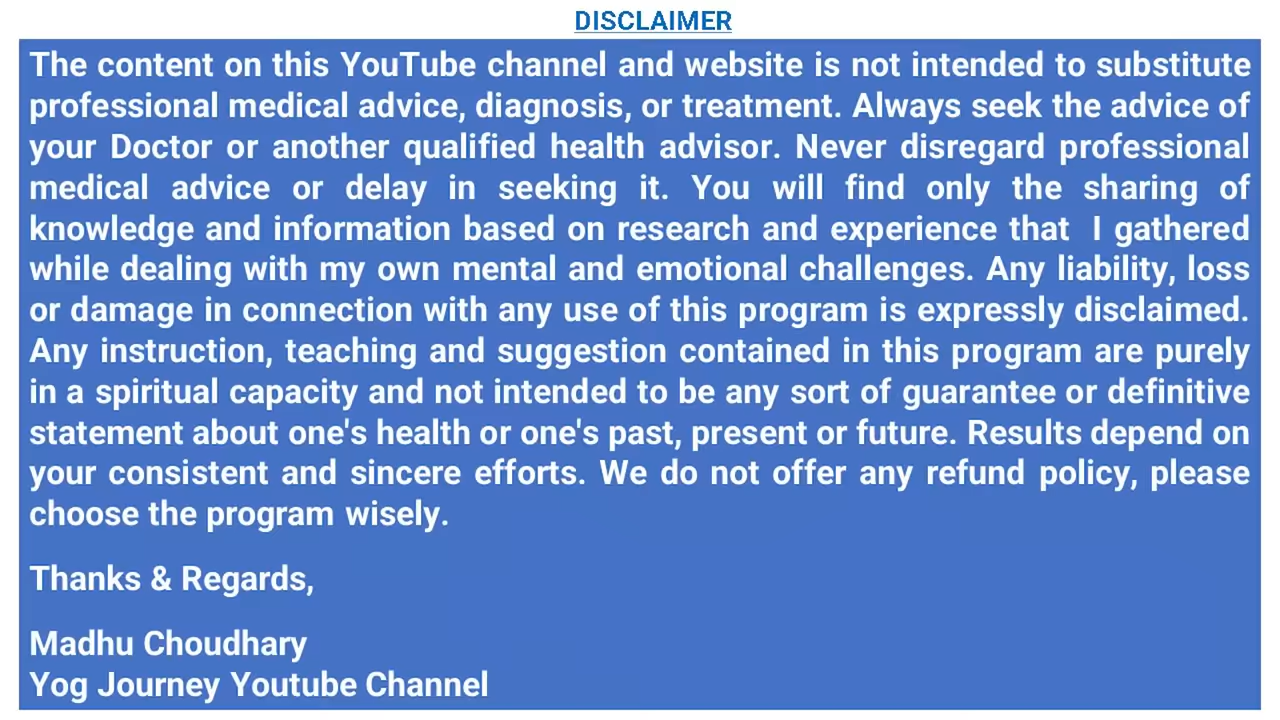 DISCLAIMER
The content on this YouTube channel and website is not intended to substitute
professional medical advice, diagnosis, or treatment. Always seek the advice of
your Doctor or another qualified health advisor. Never disregard professional
medical advice or delay in seeking it. You will find only the sharing of
knowledge and information based on research and experience that I gathered
while dealing with my own mental and emotional challenges. Any liability, loss
or damage in connection with any use of this program is expressly disclaimed.
Any instruction, teaching and suggestion contained in this program are purely
in a spiritual capacity and not intended to be any sort of guarantee or definitive
statement about one's health or one's past, present or future. Results depend on
your consistent and sincere efforts. We do not offer any refund policy, please
choose the program wisely.
Thanks & Regards,
Madhu Choudhary
Yog Journey Youtube Channel